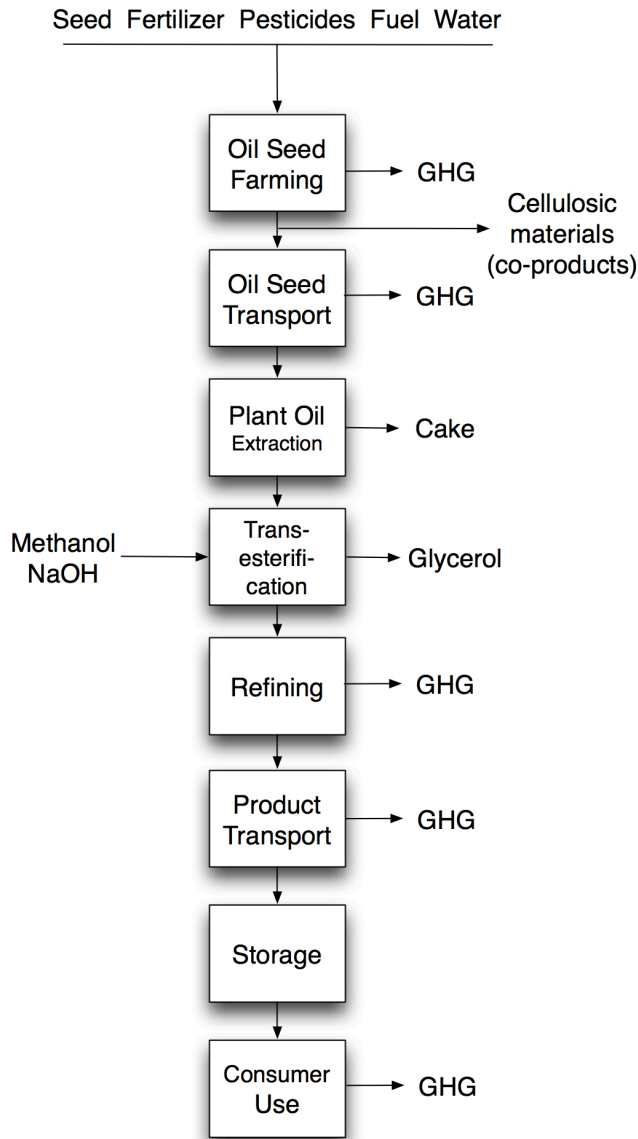 Seed Fertilizer Pesticides Fuel Water
Oil Seed
Farming
GHG
Cellulosic
materials
(co-products)
Oil Seed
Transport
GHG
Plant Oil
Extraction
Cake
Methanol
NaOH
Trans-
esterifi-
cation
Glycerol
Refining
GHG
Product
Transport
GHG
Storage
Consumer
Use
GHG